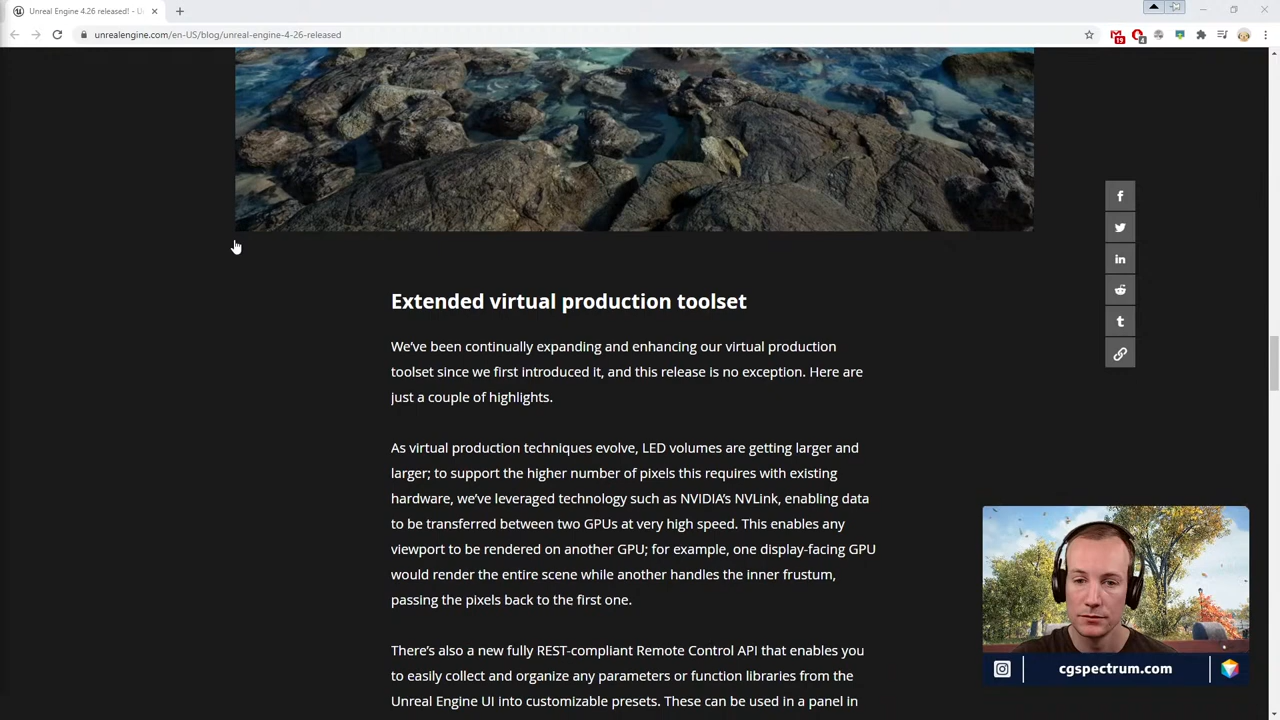 Unreal Engine 4.26 released! - U
unrealengine.com/en-US/blog/unreal-engine-4-26-released
19
4
Extended virtual production toolset
We’ve been continually expanding and enhancing our virtual production
toolset since we first introduced it, and this release is no exception. Here are
just a couple of highlights.
As virtual production techniques evolve, LED volumes are getting larger and
larger; to support the higher number of pixels this requires with existing
hardware, we’ve leveraged technology such as NVIDIA’s NVLink, enabling data
to be transferred between two GPUs at very high speed. This enables any
viewport to be rendered on another GPU; for example, one display-facing GPU
would render the entire scene while another handles the inner frustum,
passing the pixels back to the first one.
There’s also a new fully REST-compliant Remote Control API that enables you
to easily collect and organize any parameters or function libraries from the
Unreal Engine UI into customizable presets. These can be used in a panel in
cgspectrum.com